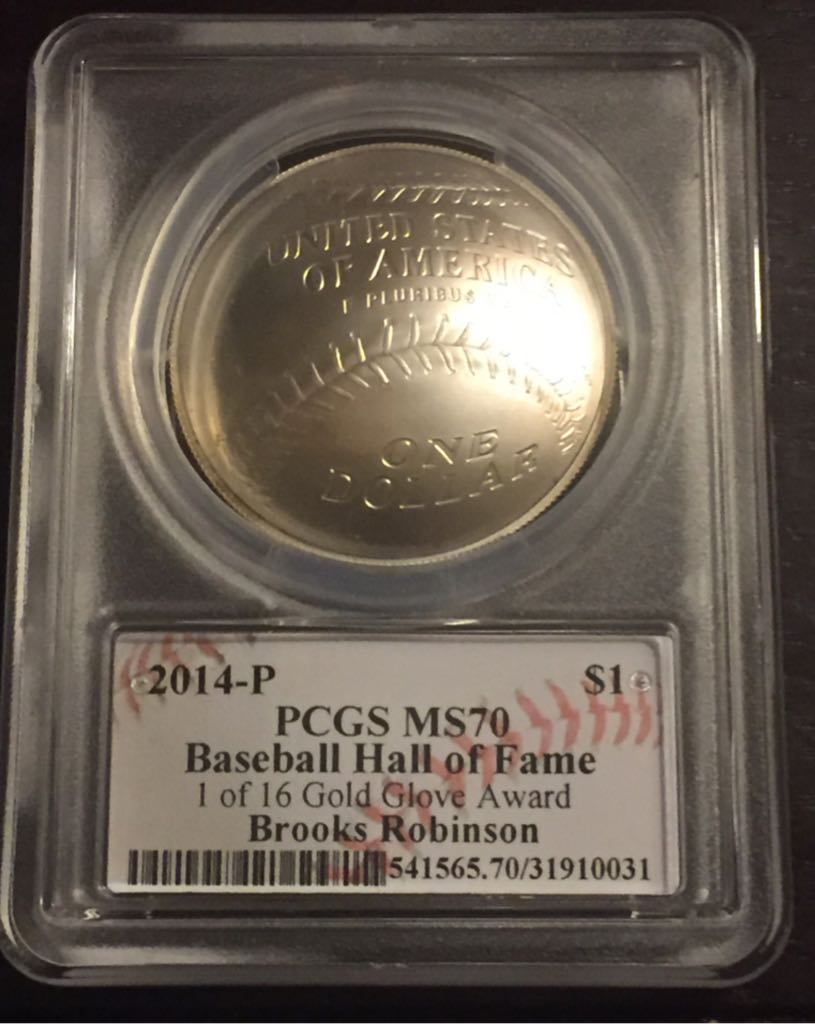 UNITED STATES
OF AMERICA
E PLURIBUS
ONE
DOLLAR
2014-P $1
PCGS MS70
Baseball Hall of Fame
1 of 16 Gold Glove Award
Brooks Robinson
541565.70/31910031